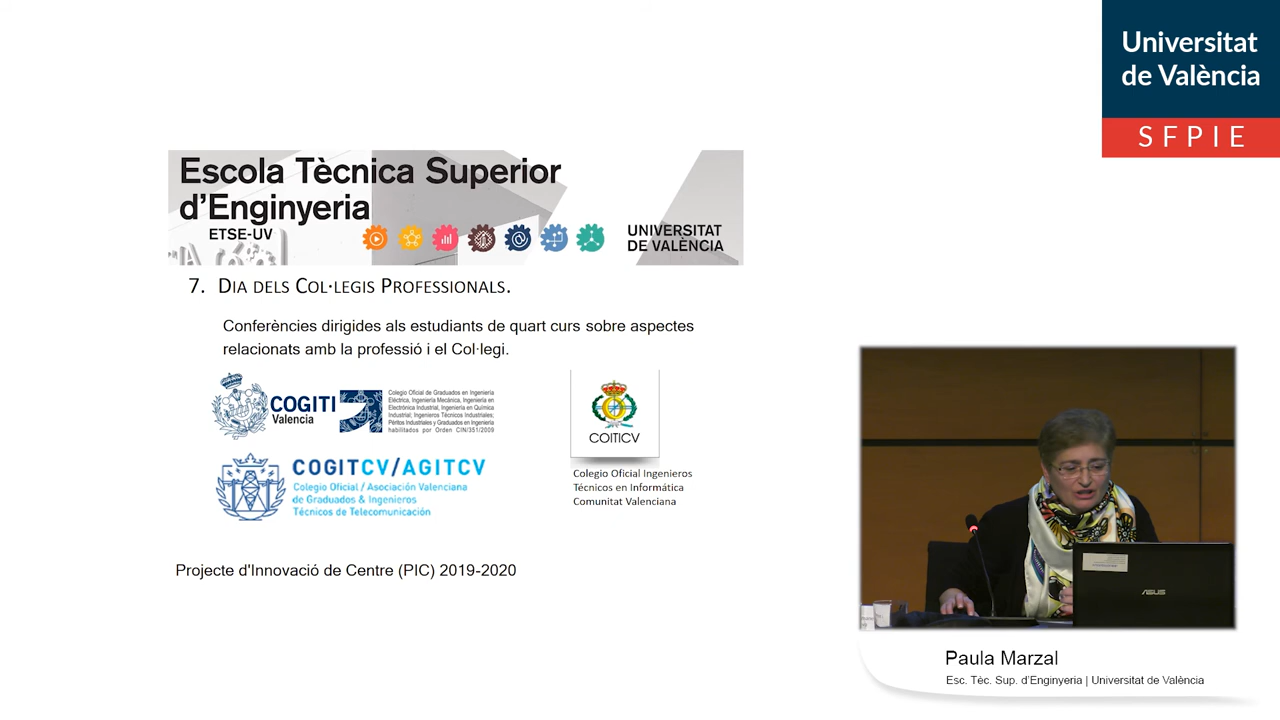 Universitat
de València
SFPIE
Escola Tècnica Superior
d'Enginyeria
ETSE-UV
UNIVERSITAT
DE VALÈNCIA
7. DIA DELS COL·LEGIS PROFESSIONALS.
Conferències dirigides als estudiants de quart curs sobre aspectes
relacionats amb la professió i el Col·legi.
COGITI
Valencia
Colegio Oficial de Graduados en Ingeniería
Eléctrica, Ingeniería Mecánica, Ingeniería en
Electrónica Industrial; Ingeniería en Química
Industrial; Ingenieros Técnicos Industriales;
Péritos Industriales y Graduados en Ingeniería
habilitados por Orden CIN/351/2009
COITICV
Colegio Oficial Ingenieros
Técnicos en Informática
Comunitat Valenciana
COGITCV/AGITCV
Colegio Oficial / Asociación Valenciana
de Graduados & Ingenieros
Técnicos de Telecomunicación
Projecte d'Innovació de Centre (PIC) 2019-2020
ASUS
Paula Marzal
Esc. Tèc. Sup. d'Enginyeria | Universitat de València